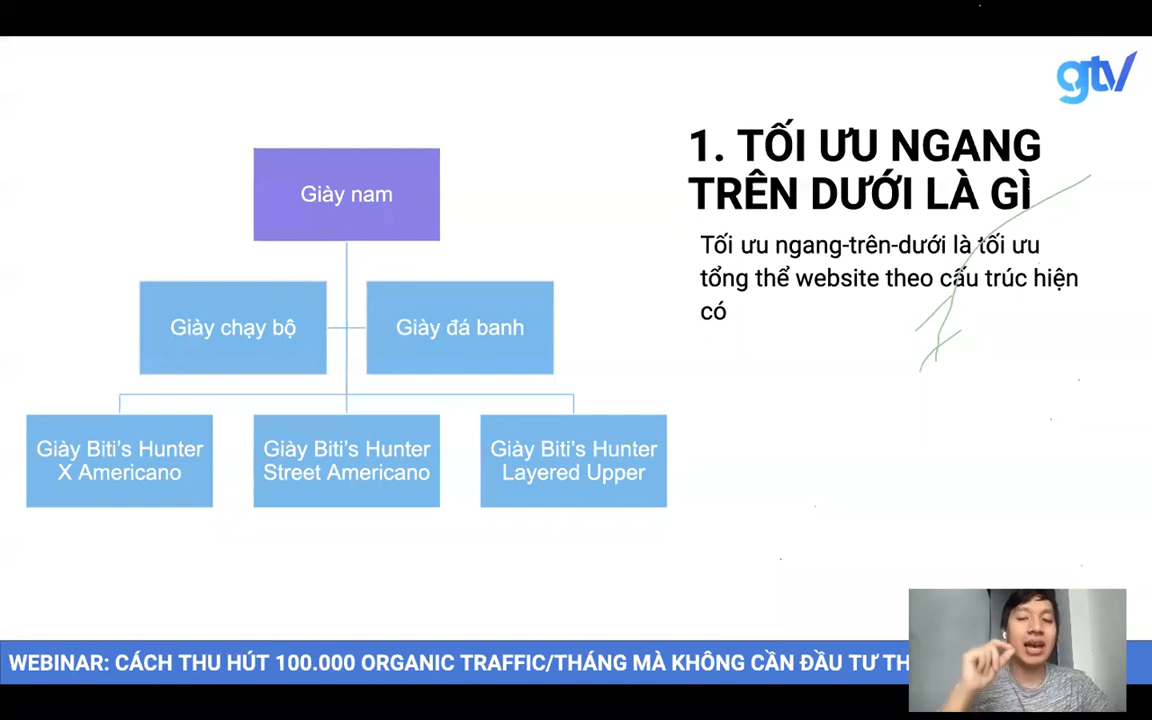 gtv
1. TỐI ƯU NGANG
TRÊN DƯỚI LÀ GÌ
Tối ưu ngang-trên-dưới là tối ưu
tổng thể website theo cấu trúc hiện
có
Giày nam
Giày chạy bộ
Giày đá banh
Giày Biti's Hunter
X Americano
Giày Biti's Hunter
Street Americano
Giày Biti's Hunter
Layered Upper
WEBINAR: CÁCH THU HÚT 100.000 ORGANIC TRAFFIC/THÁNG MÀ KHÔNG CẦN ĐẦU TƯ TH